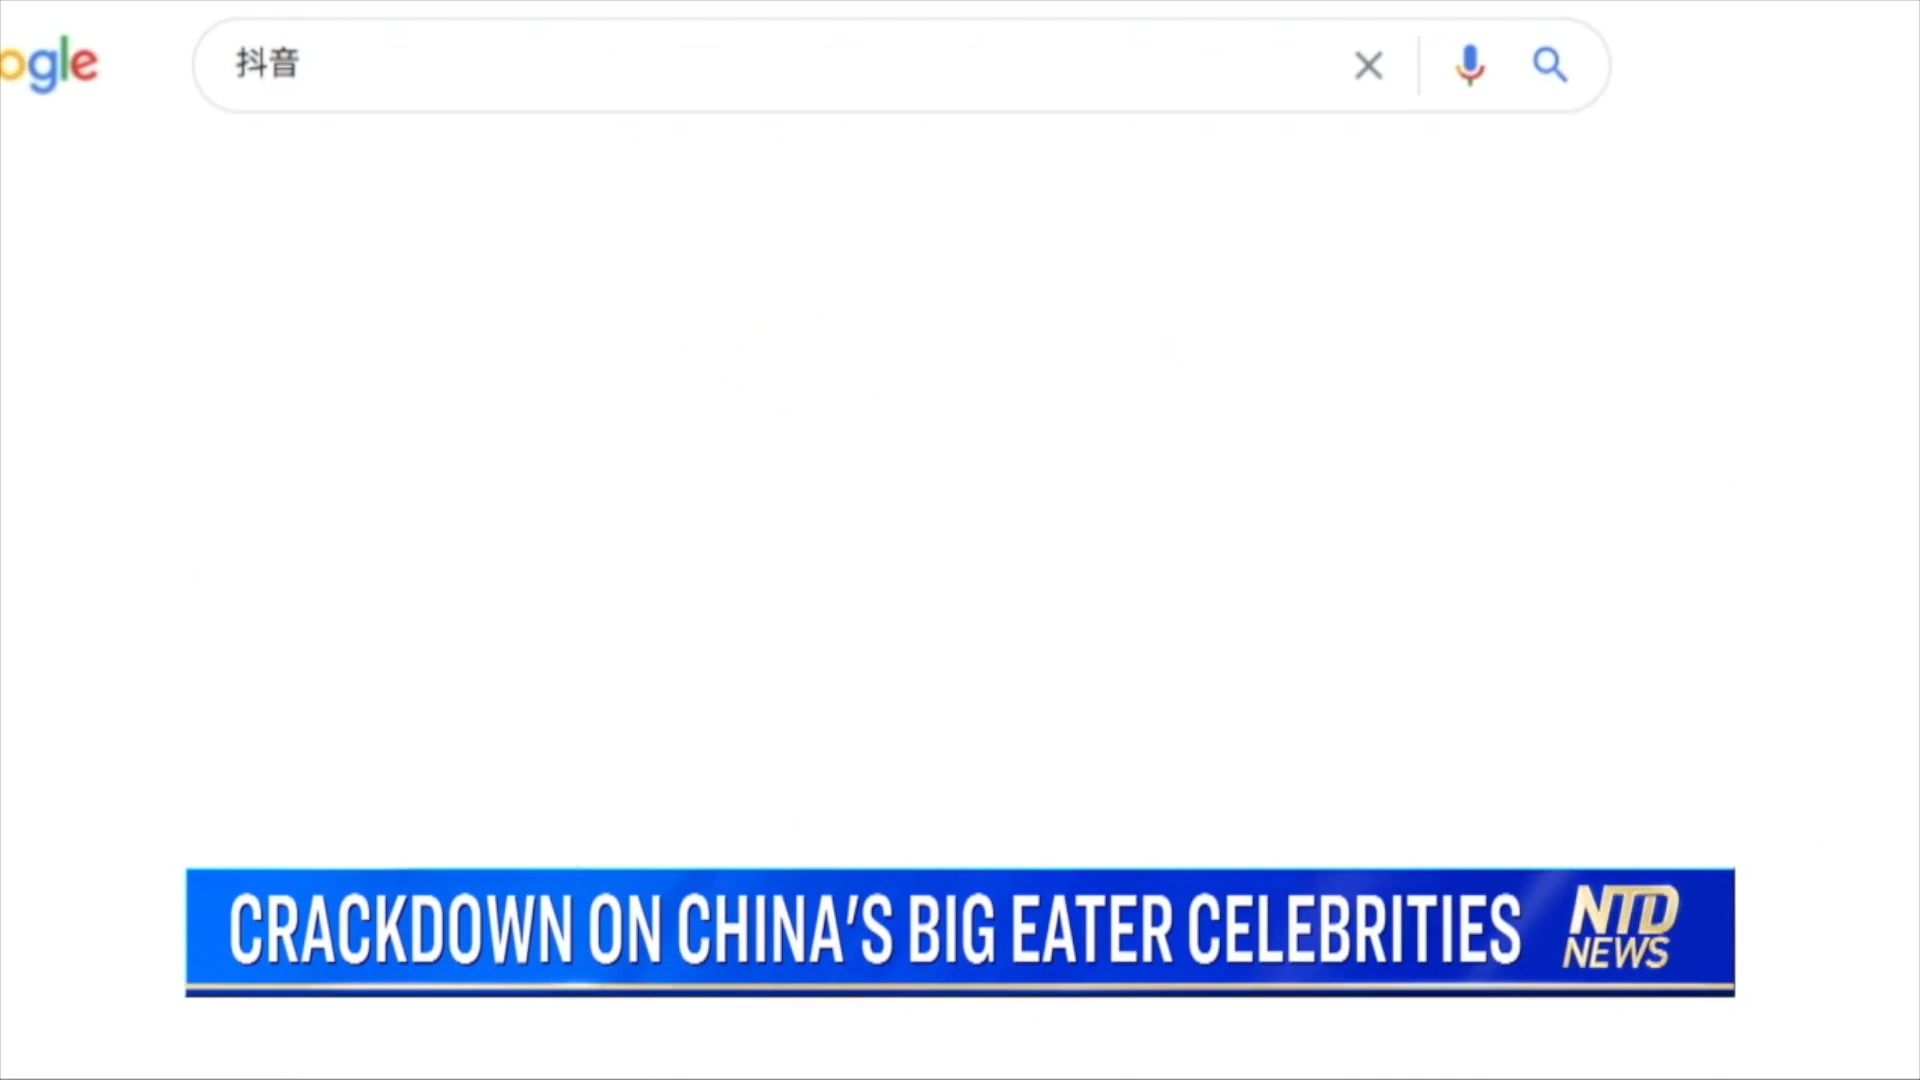 ogle
抖音
CRACKDOWN ON CHINA'S BIG EATER CELEBRITIES
NTD
NEWS